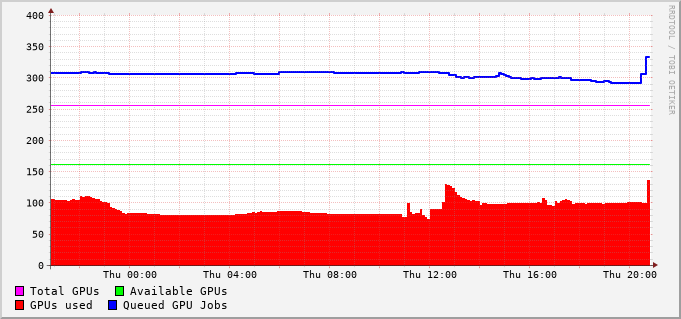 400
350
300
250
200
150
100
50
0
Thu 00:00 Thu 04:00 Thu 08:00 Thu 12:00 Thu 16:00 Thu 20:00
Total GPUs Available GPUs
GPUs used Queued GPU Jobs
RRDTOOL / TOBI OETIKER